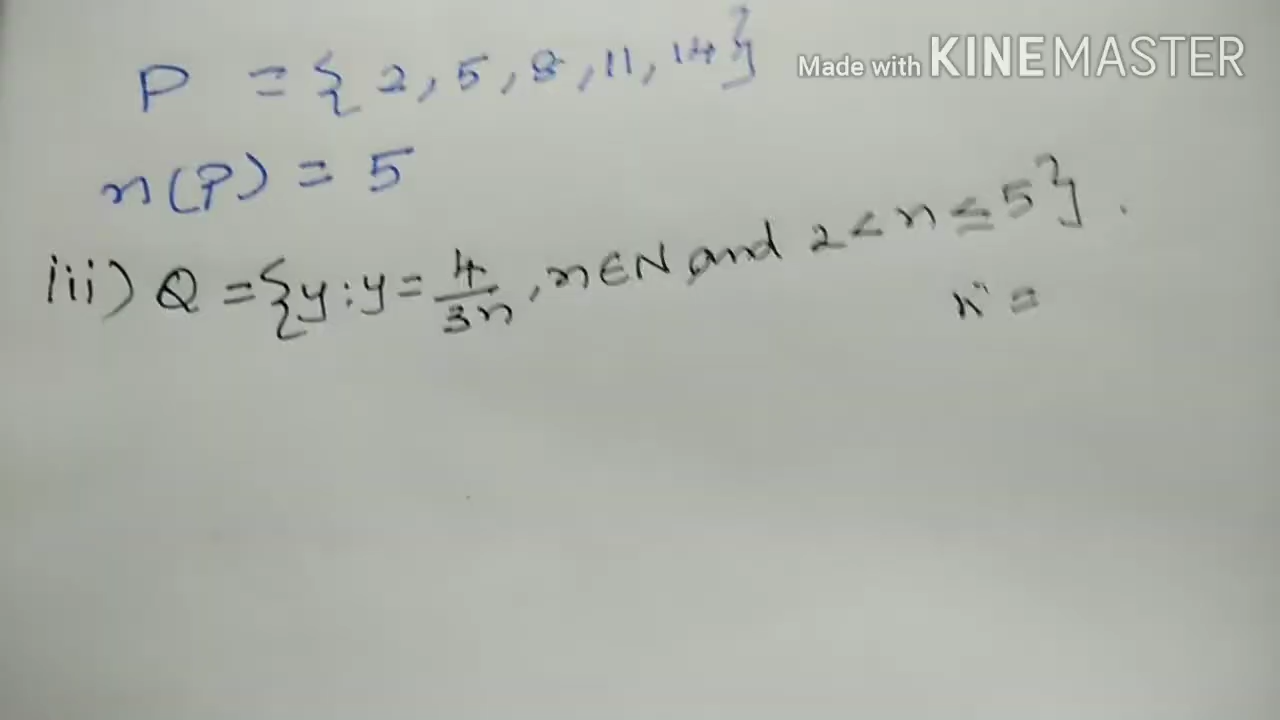 Made with KINEMASTER
P = {2, 5, 8, 11, 14}
n(P) = 5
iii) Q = {y : y = 4/3n, n ∈ N and 2 < n ≤ 5}.
n =